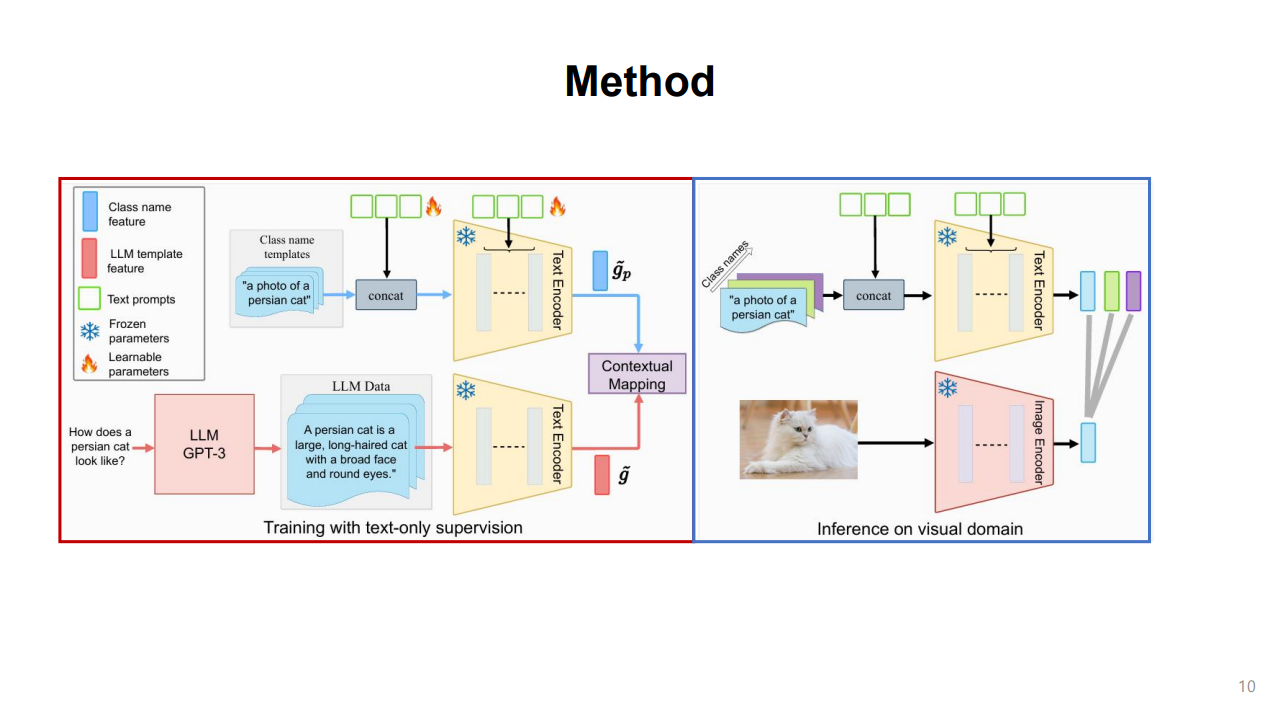 Method
Class name
feature
LLM template
feature
Text prompts
Frozen
parameters
Learnable
parameters
Class name
templates
"a photo of a
persian cat"
concat
Text Encoder
g̃ₚ
Contextual
Mapping
How does a
persian cat
look like?
LLM
GPT-3
LLM Data
A persian cat is a
large, long-haired cat
with a broad face
and round eyes."
Text Encoder
g̃
Training with text-only supervision
Class names
"a photo of a
persian cat"
concat
Text Encoder
Image Encoder
Inference on visual domain
10